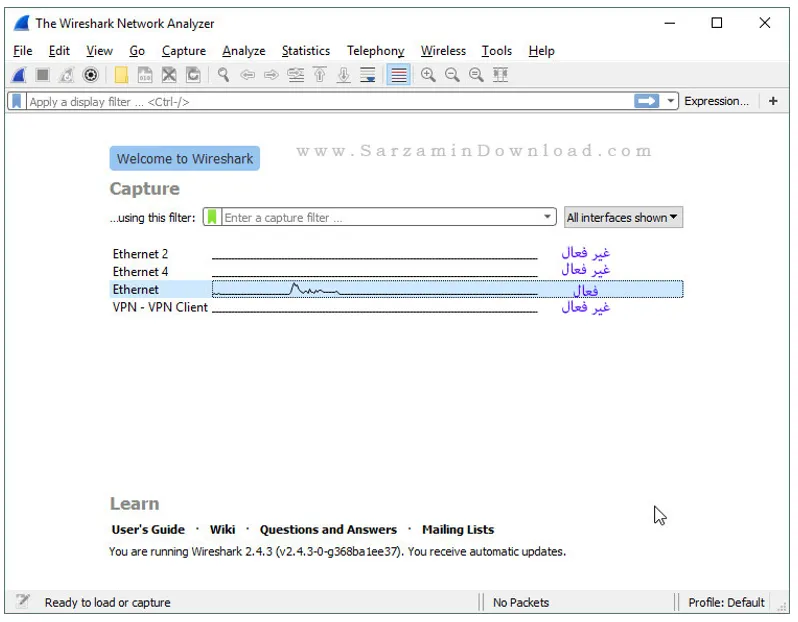 The Wireshark Network Analyzer
File Edit View Go Capture Analyze Statistics Telephony Wireless Tools Help
Apply a display filter ... <Ctrl-/> Expression... +
Welcome to Wireshark www.SarzaminDownload.com
Capture
...using this filter: Enter a capture filter ... All interfaces shown
Ethernet 2 غیر فعال
Ethernet 4 غیر فعال
Ethernet فعال
VPN - VPN Client غیر فعال
Learn
User's Guide · Wiki · Questions and Answers · Mailing Lists
You are running Wireshark 2.4.3 (v2.4.3-0-g368ba1ee37). You receive automatic updates.
Ready to load or capture No Packets Profile: Default